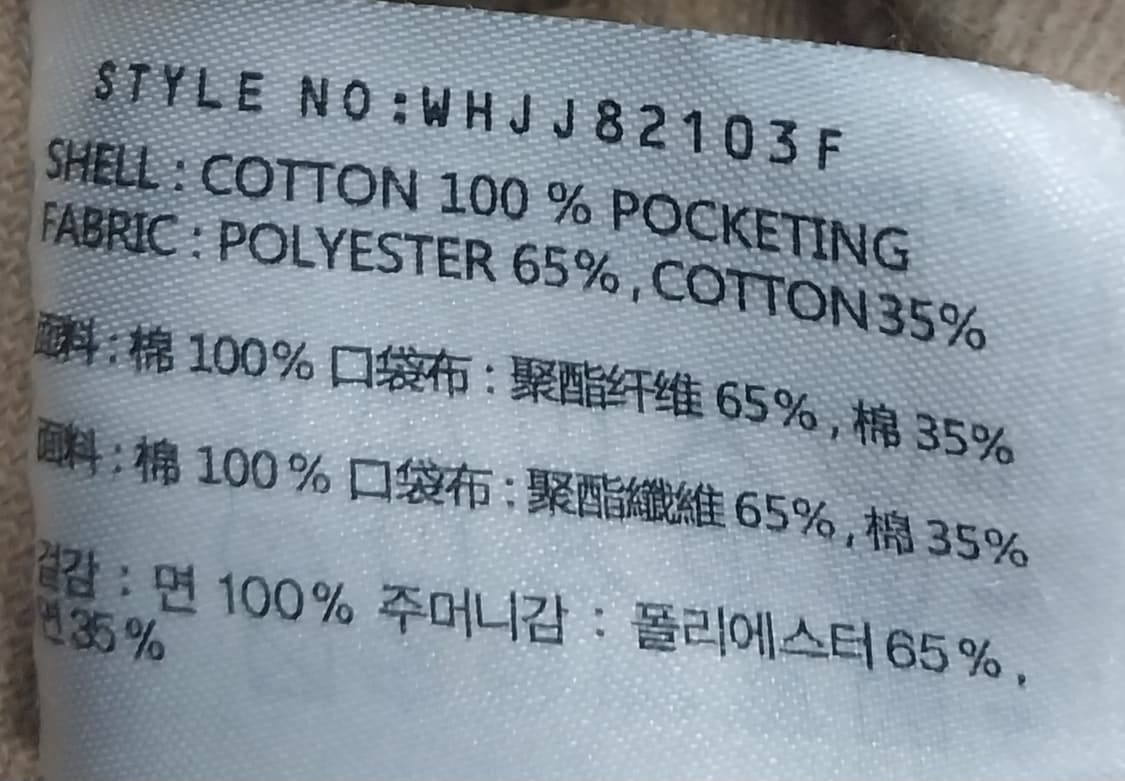 STYLE NO:WHJJ82103F
SHELL : COTTON 100 % POCKETING
FABRIC : POLYESTER 65% , COTTON 35%
面料 : 棉 100% 口袋布 : 聚酯纤维 65% , 棉 35%
面料 : 棉 100% 口袋布 : 聚酯纖維 65% , 棉 35%
겉감 : 면 100% 주머니감 : 폴리에스터 65% ,
면 35%